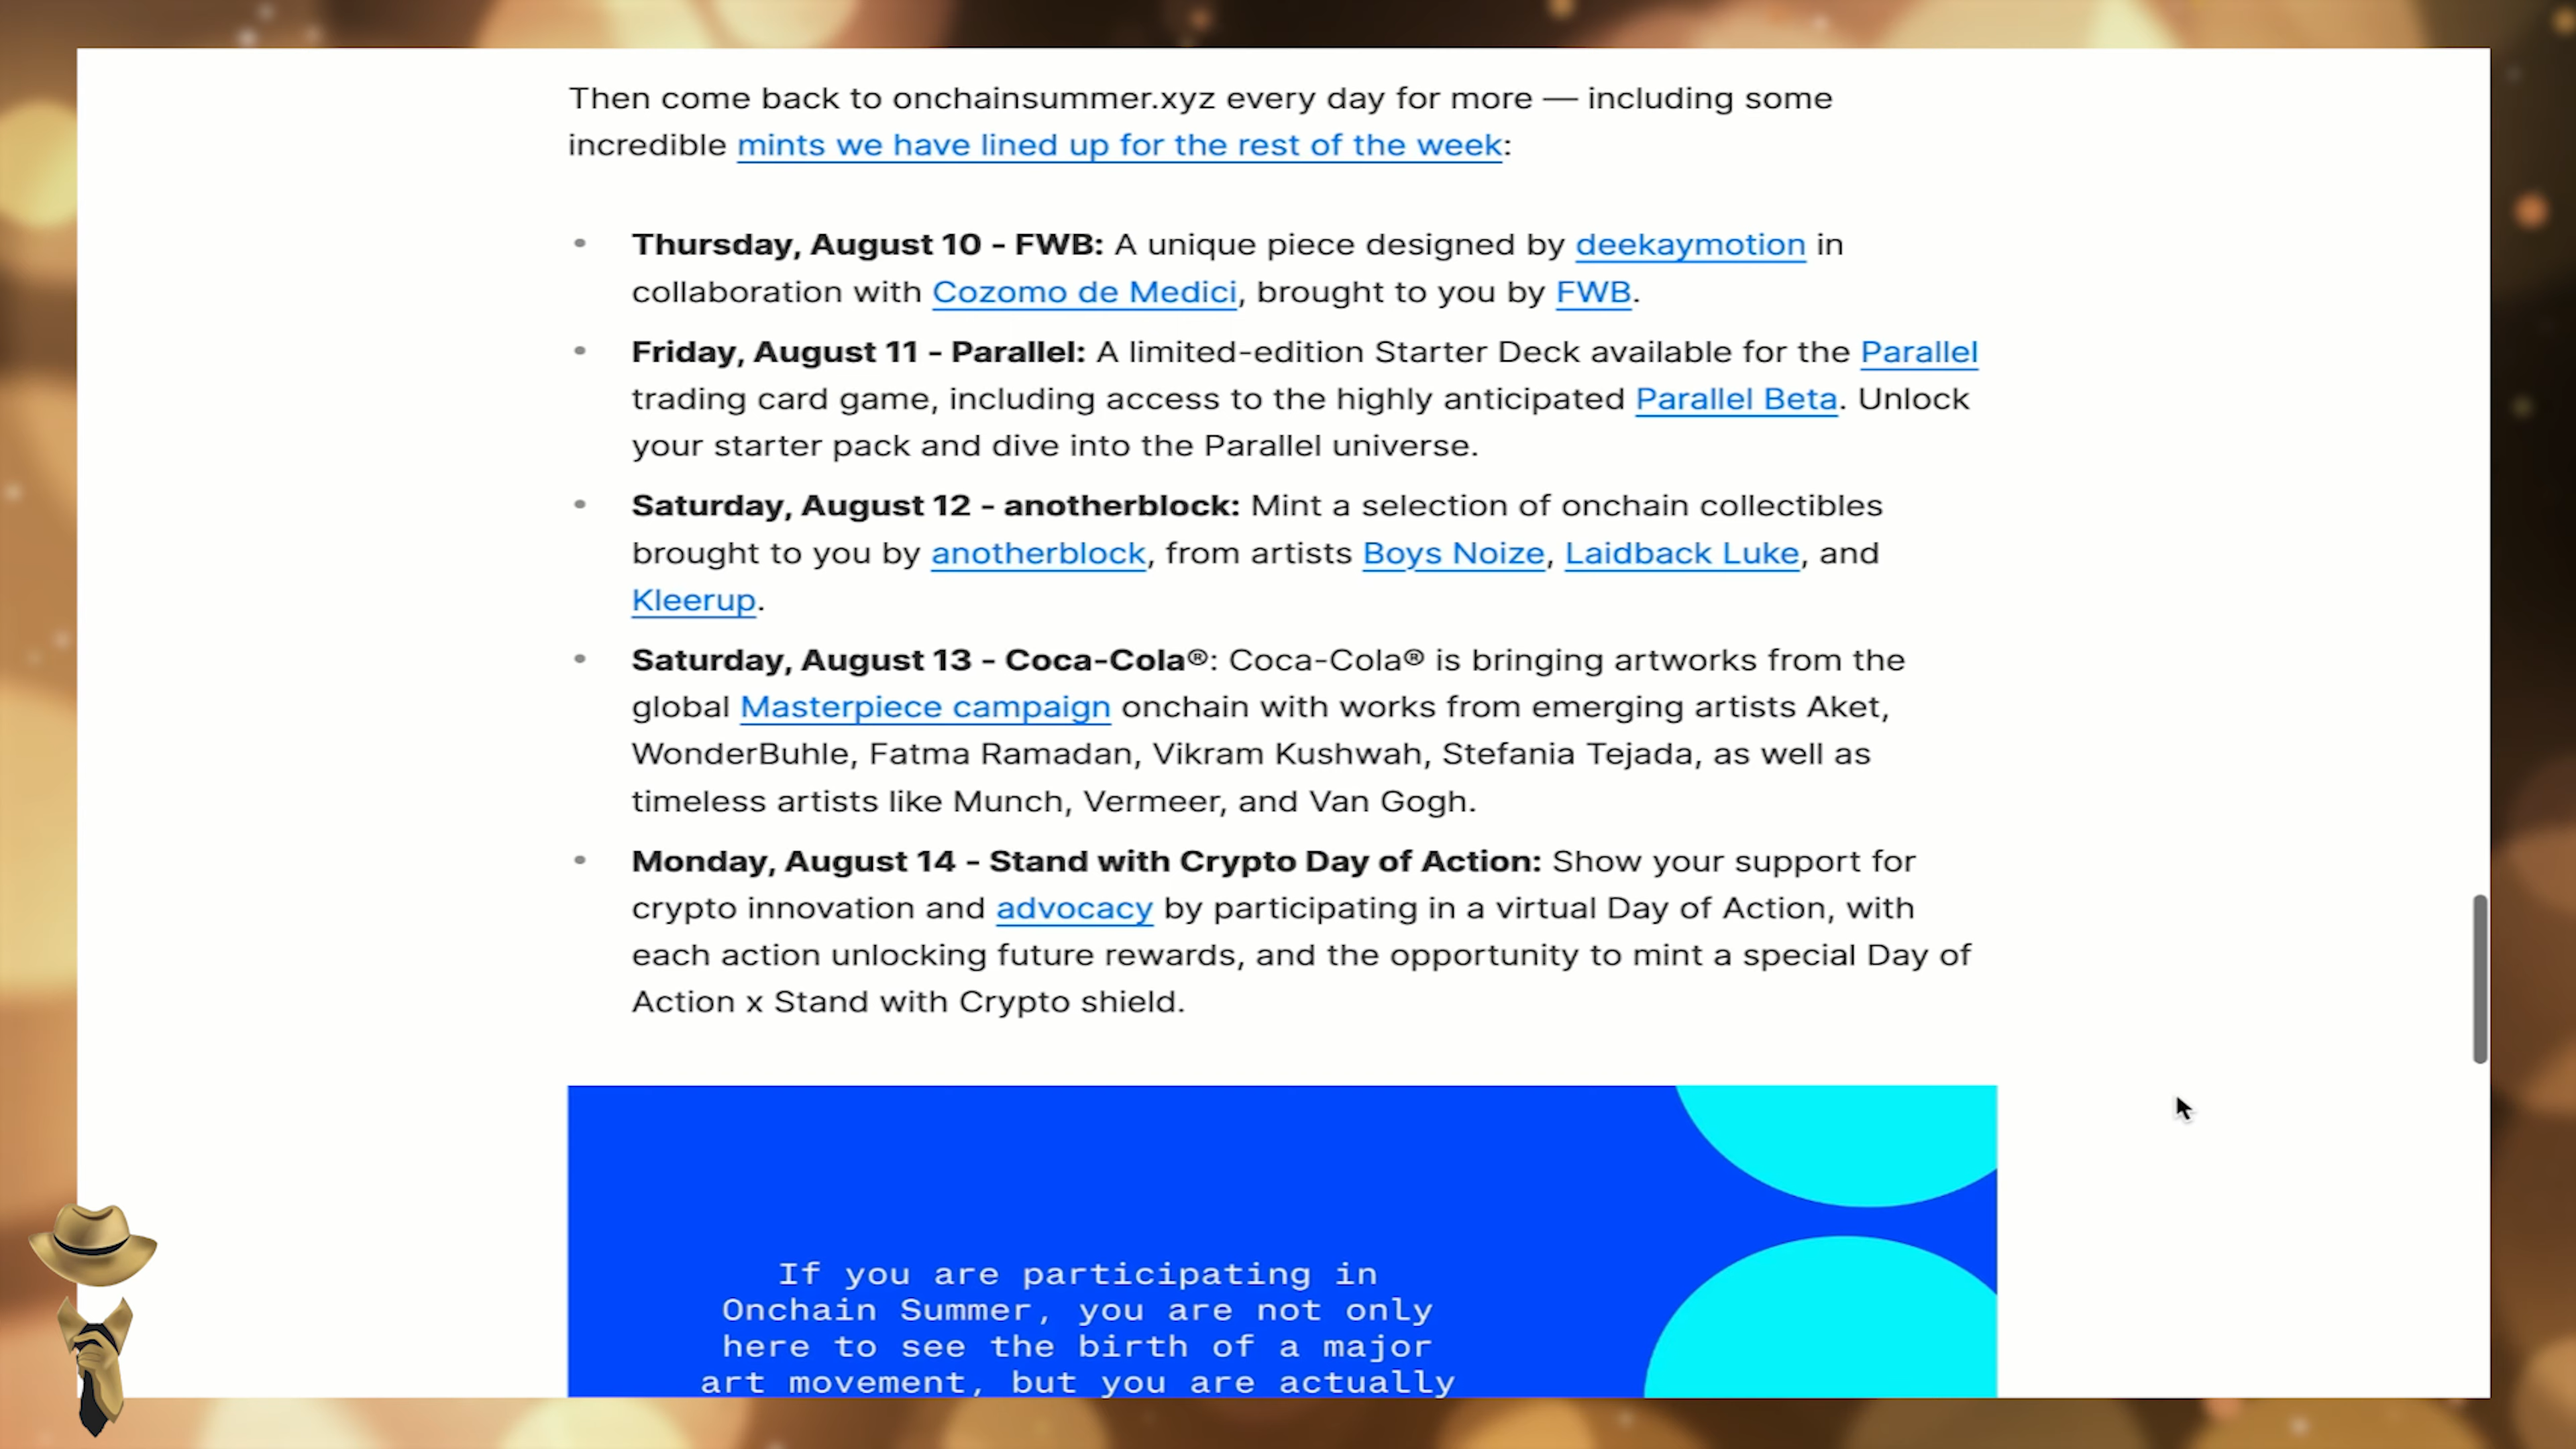 Then come back to onchainsummer.xyz every day for more — including some
incredible mints we have lined up for the rest of the week:
• Thursday, August 10 - FWB: A unique piece designed by deekaymotion in
collaboration with Cozomo de Medici, brought to you by FWB.
• Friday, August 11 - Parallel: A limited-edition Starter Deck available for the Parallel
trading card game, including access to the highly anticipated Parallel Beta. Unlock
your starter pack and dive into the Parallel universe.
• Saturday, August 12 - anotherblock: Mint a selection of onchain collectibles
brought to you by anotherblock, from artists Boys Noize, Laidback Luke, and
Kleerup.
• Saturday, August 13 - Coca-Cola®: Coca-Cola® is bringing artworks from the
global Masterpiece campaign onchain with works from emerging artists Aket,
WonderBuhle, Fatma Ramadan, Vikram Kushwah, Stefania Tejada, as well as
timeless artists like Munch, Vermeer, and Van Gogh.
• Monday, August 14 - Stand with Crypto Day of Action: Show your support for
crypto innovation and advocacy by participating in a virtual Day of Action, with
each action unlocking future rewards, and the opportunity to mint a special Day of
Action x Stand with Crypto shield.
If you are participating in
Onchain Summer, you are not only
here to see the birth of a major
art movement, but you are actually